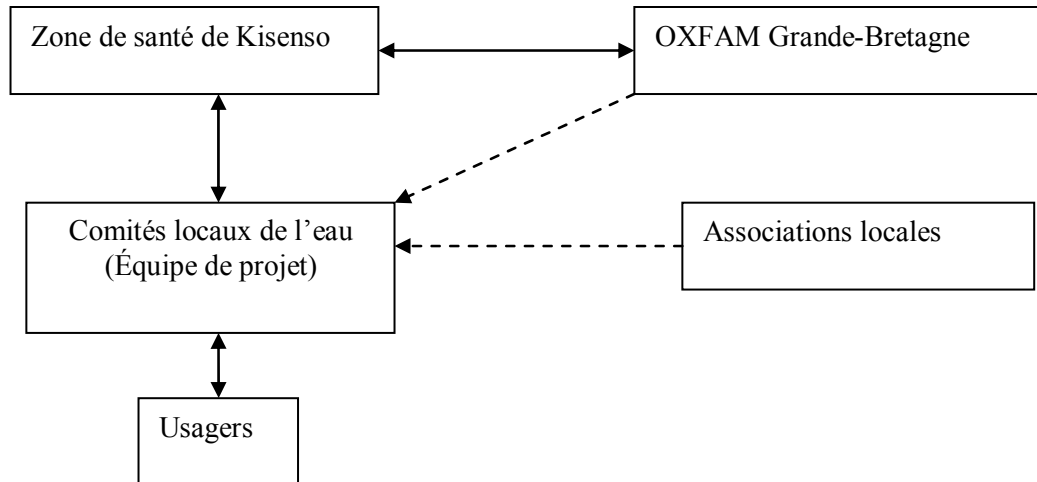 Zone de santé de Kisenso
OXFAM Grande-Bretagne
Comités locaux de l’eau
(Équipe de projet)
Associations locales
Usagers